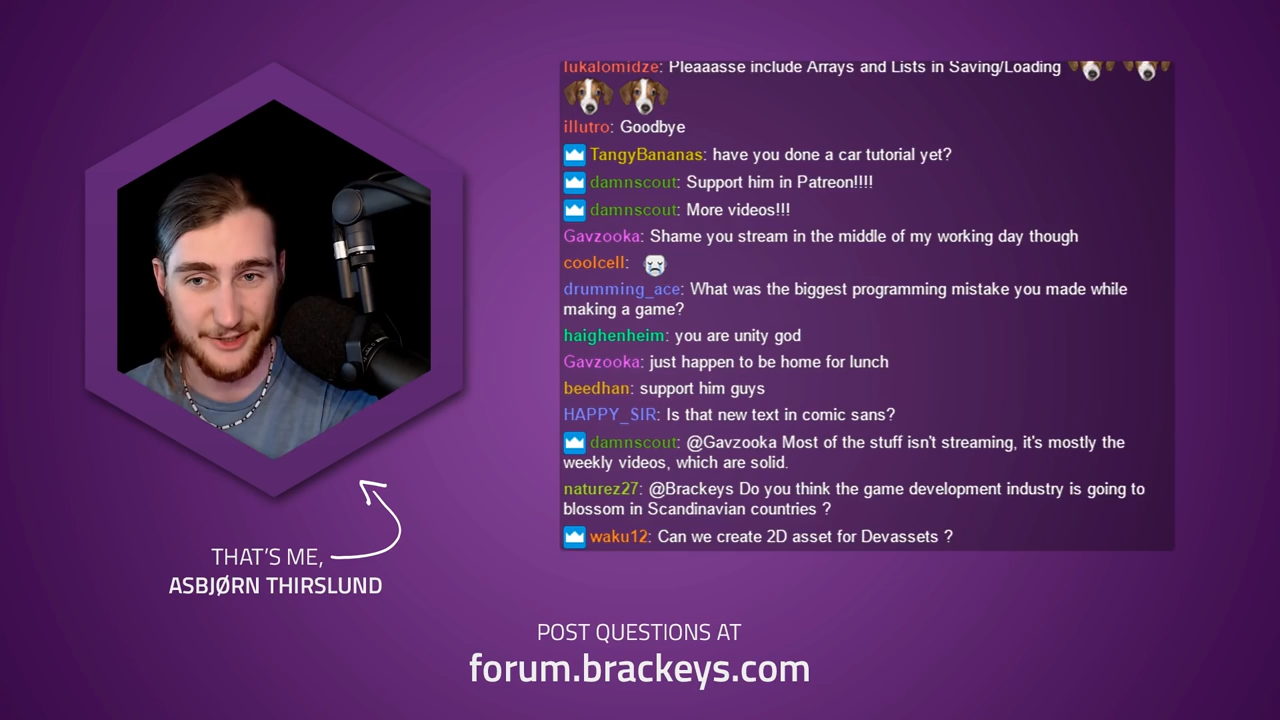 lukalomidze: Pleaaasse include Arrays and Lists in Saving/Loading
illutro: Goodbye
TangyBananas: have you done a car tutorial yet?
damnscout: Support him in Patreon!!!!
damnscout: More videos!!!
Gavzooka: Shame you stream in the middle of my working day though
coolcell:
drumming_ace: What was the biggest programming mistake you made while
making a game?
haighenheim: you are unity god
Gavzooka: just happen to be home for lunch
beedhan: support him guys
HAPPY_SIR: Is that new text in comic sans?
damnscout: @Gavzooka Most of the stuff isn't streaming, it's mostly the
weekly videos, which are solid.
naturez27: @Brackeys Do you think the game development industry is going to
blossom in Scandinavian countries ?
waku12: Can we create 2D asset for Devassets ?
THAT'S ME,
ASBJØRN THIRSLUND
POST QUESTIONS AT
forum.brackeys.com